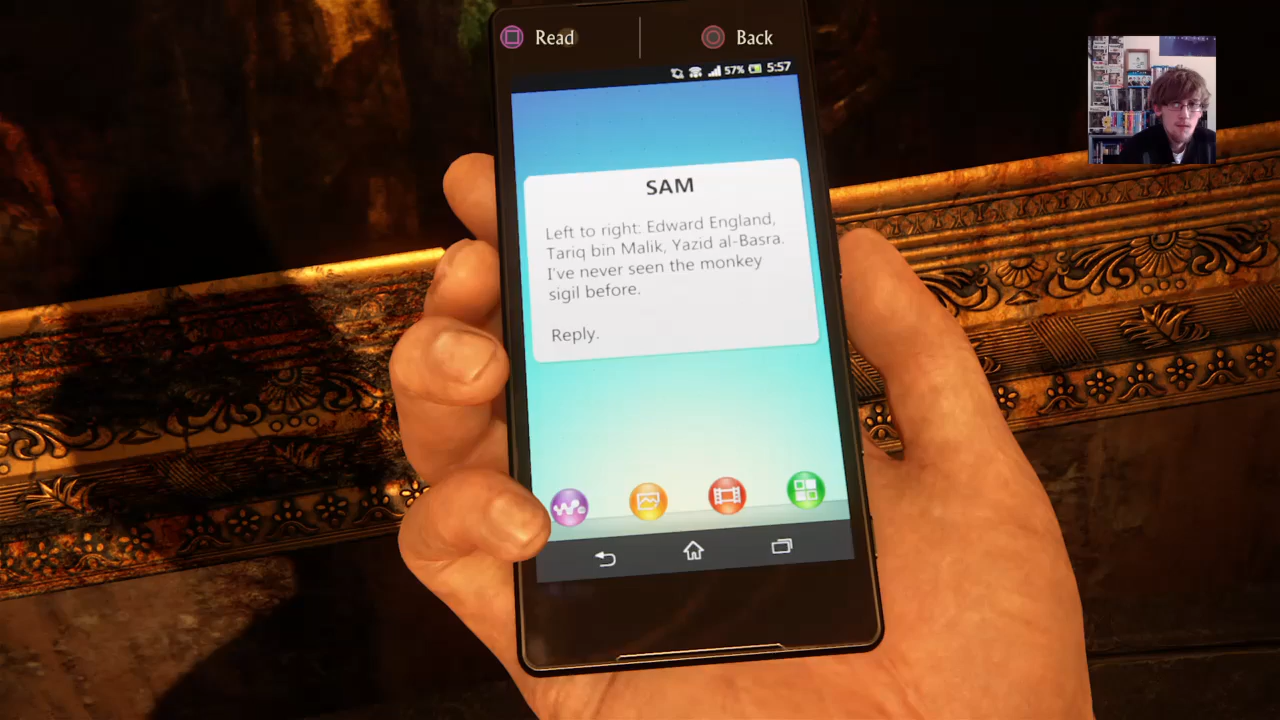 Read
Back
57% 5:57
SAM
Left to right: Edward England,
Tariq bin Malik, Yazid al-Basra.
I've never seen the monkey
sigil before.
Reply.